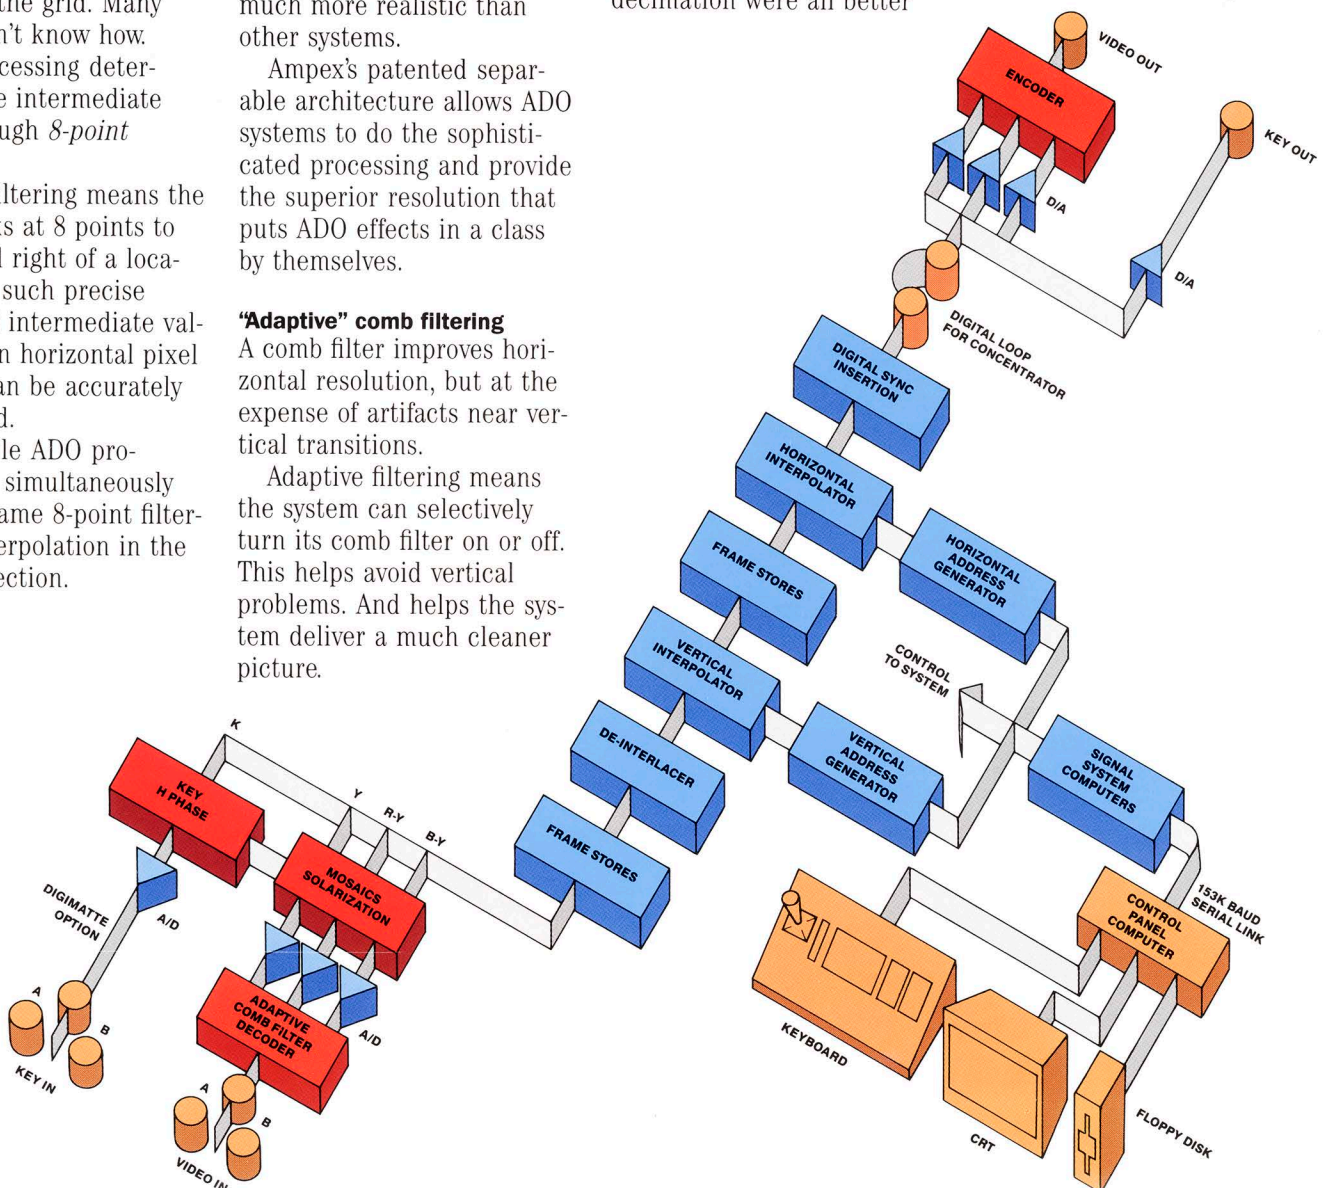 the grid. Many
n't know how.
cessing deter-
e intermediate
ugh 8-point
ltering means the
ks at 8 points to
l right of a loca-
such precise
intermediate val-
n horizontal pixel
an be accurately
d.
le ADO pro-
simultaneously
ame 8-point filter-
erpolation in the
ection.
much more realistic than
other systems.
Ampex's patented separ-
able architecture allows ADO
systems to do the sophisti-
cated processing and provide
the superior resolution that
puts ADO effects in a class
by themselves.
“Adaptive” comb filtering
A comb filter improves hori-
zontal resolution, but at the
expense of artifacts near ver-
tical transitions.
Adaptive filtering means
the system can selectively
turn its comb filter on or off.
This helps avoid vertical
problems. And helps the sys-
tem deliver a much cleaner
picture.
decimation were all better
VIDEO OUT
ENCODER
KEY OUT
D/A
D/A
DIGITAL LOOP
FOR CONCENTRATOR
DIGITAL SYNC
INSERTION
HORIZONTAL
INTERPOLATOR
HORIZONTAL
ADDRESS
GENERATOR
FRAME STORES
VERTICAL
INTERPOLATOR
CONTROL
TO SYSTEM
DE-INTERLACER
VERTICAL
ADDRESS
GENERATOR
SIGNAL
SYSTEM
COMPUTERS
FRAME STORES
K
Y
R-Y
B-Y
KEY
H PHASE
MOSAICS
SOLARIZATION
DIGIMATTE
OPTION
A/D
ADAPTIVE
COMB FILTER
DECODER
A/D
A
B
KEY IN
A
B
VIDEO IN
153K BAUD
SERIAL LINK
CONTROL
PANEL
COMPUTER
KEYBOARD
CRT
FLOPPY DISK